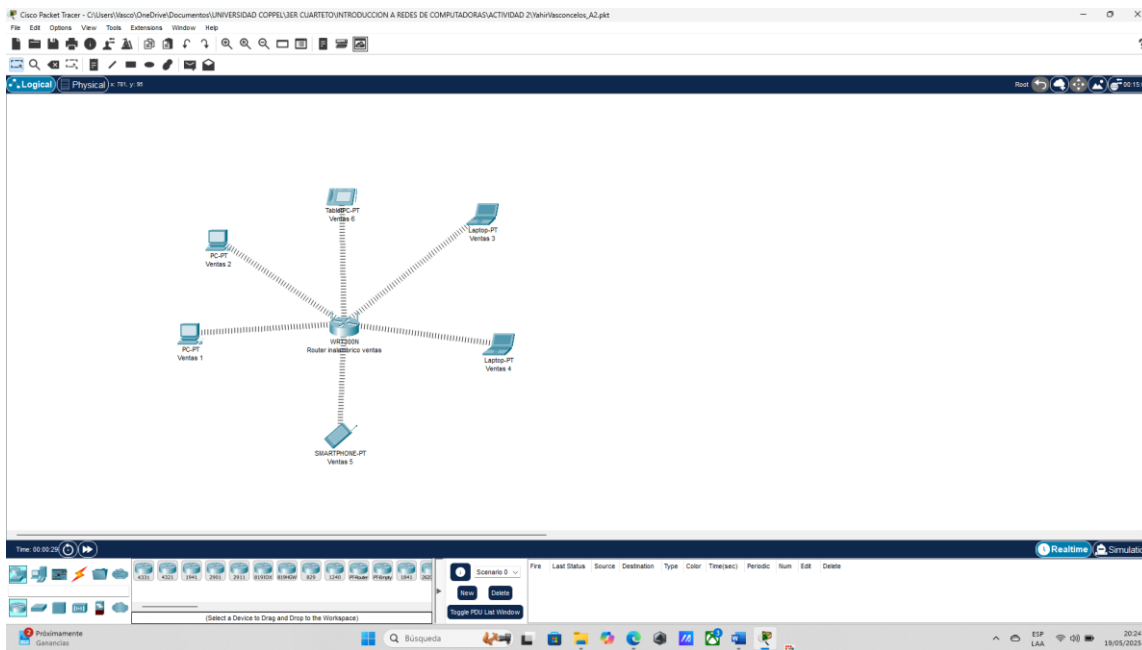 Cisco Packet Tracer - C:\Users\Vasco\OneDrive\Documentos\UNIVERSIDAD COPPEL\3ER CUARTETO\INTRODUCCION A REDES DE COMPUTADORAS\ACTIVIDAD 2\YahirVasconcelos_A2.pkt
File Edit Options View Tools Extensions Window Help
Logical Physical x: 781, y: 95 Root 00:15:
TabletPC-PT
Ventas 6
Laptop-PT
Ventas 3
PC-PT
Ventas 2
WRT300N
Router inalambrico ventas
PC-PT
Ventas 1
Laptop-PT
Ventas 4
SMARTPHONE-PT
Ventas 5
Time: 00:00:29 Realtime Simulatio
4331 4321 1941 2901 2911 819IOX 819HGW 829 1240 PT-Router PT-Empty 1841
Scenario 0
New Delete
Toggle PDU List Window
Fire Last Status Source Destination Type Color Time(sec) Periodic Num Edit Delete
(Select a Device to Drag and Drop to the Workspace)
2 Próximamente
Ganancias
Búsqueda
ESP
LAA
20:24
19/05/2025